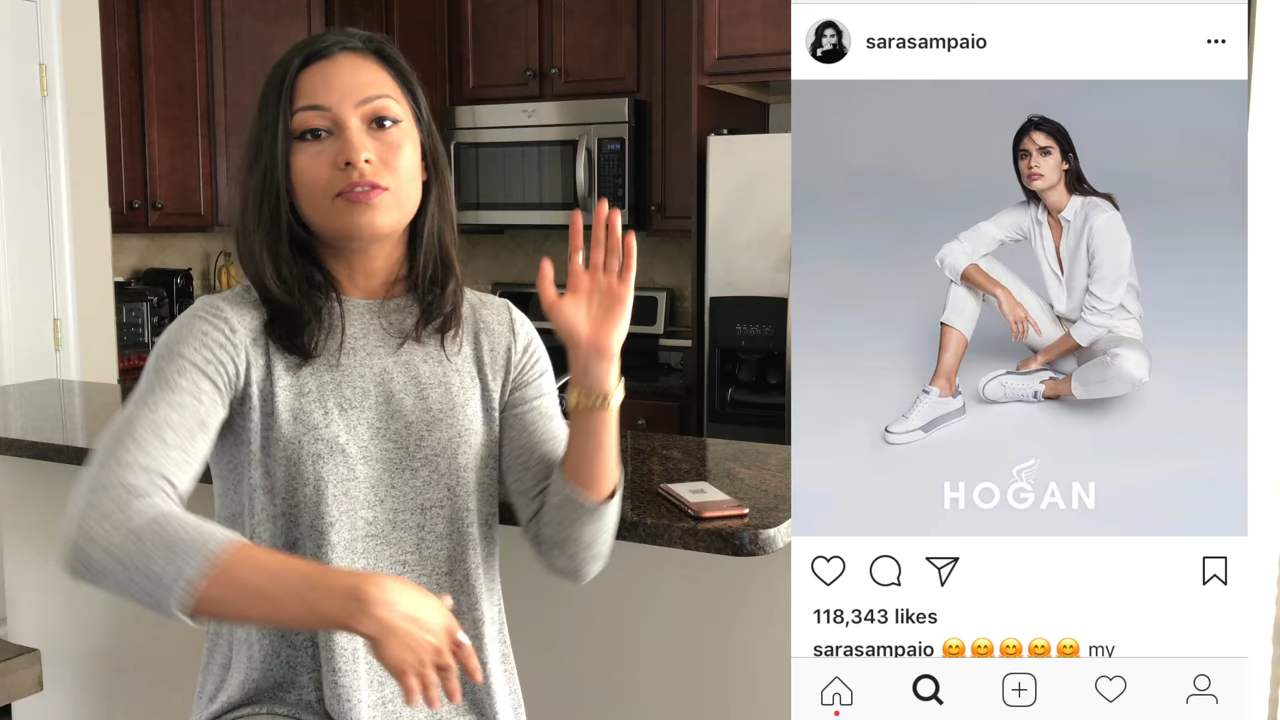 sarasampaio
HOGAN
118,343 likes
sarasampaio 😊😊😊😊😊 my